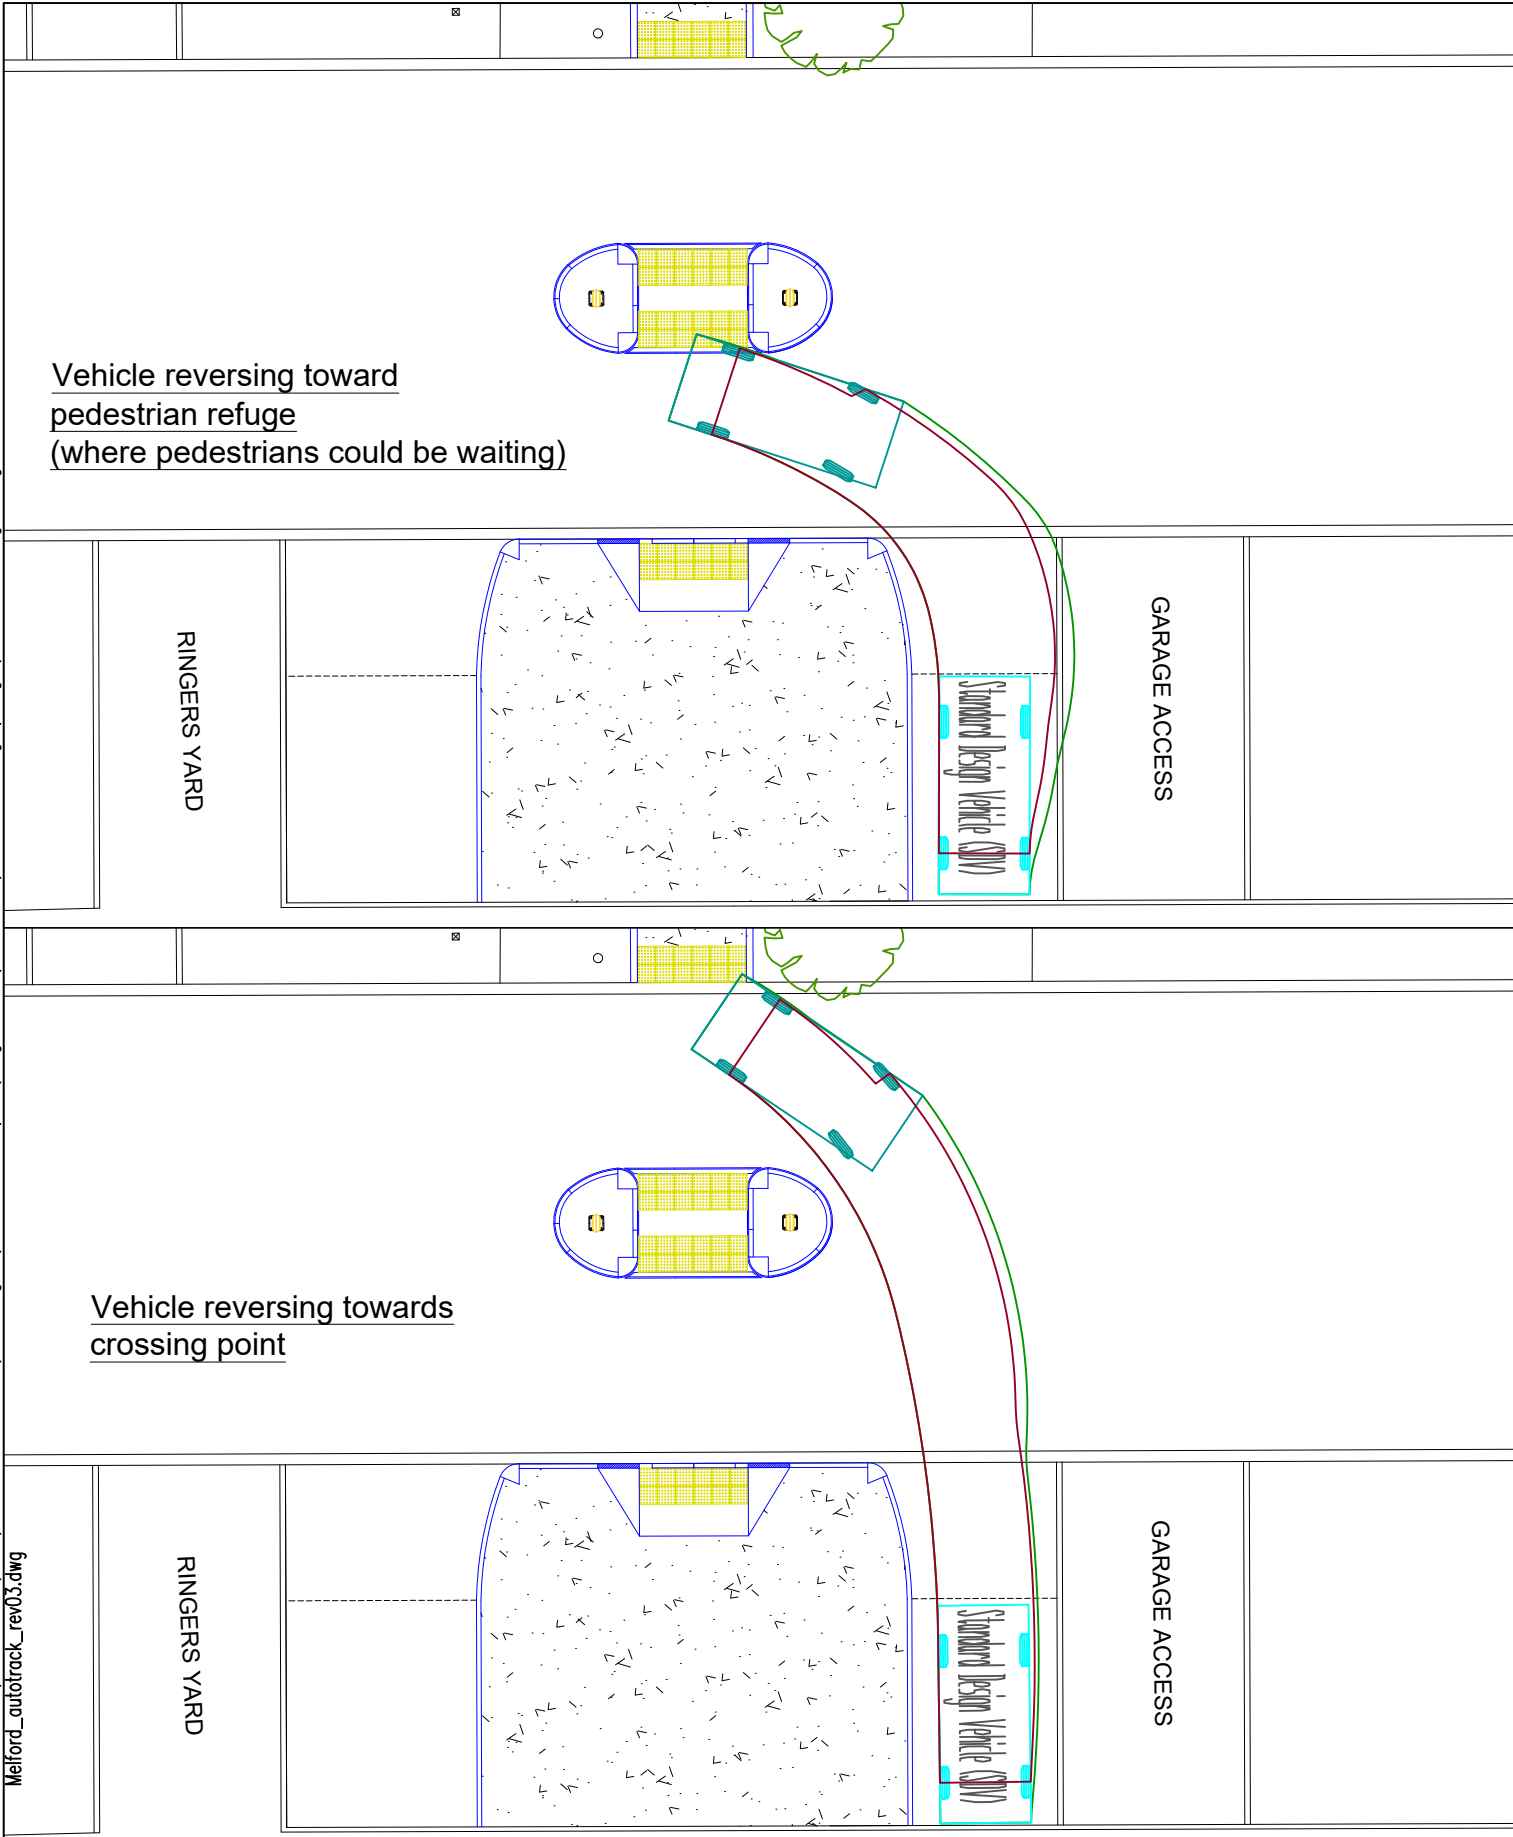 Vehicle reversing toward
pedestrian refuge
(where pedestrians could be waiting)
RINGERS YARD
Standard Design Vehicle (SDV)
GARAGE ACCESS
Vehicle reversing towards
crossing point
RINGERS YARD
Standard Design Vehicle (SDV)
GARAGE ACCESS
Melford_autotrack_rev03.dwg